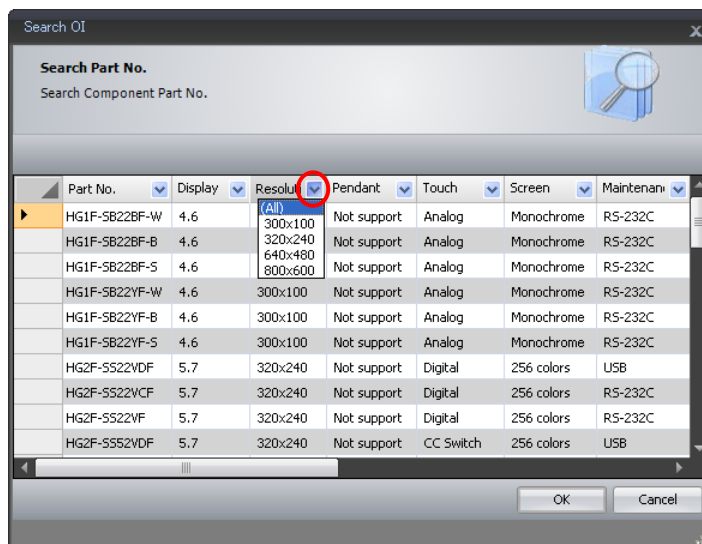 Search OI
Search Part No.
Search Component Part No.
Part No. Display Resoluti Pendant Touch Screen Maintenan
(All)
300x100
320x240
640x480
800x600
HG1F-SB22BF-W 4.6 Not support Analog Monochrome RS-232C
HG1F-SB22BF-B 4.6 Not support Analog Monochrome RS-232C
HG1F-SB22BF-S 4.6 Not support Analog Monochrome RS-232C
HG1F-SB22YF-W 4.6 300x100 Not support Analog Monochrome RS-232C
HG1F-SB22YF-B 4.6 300x100 Not support Analog Monochrome RS-232C
HG1F-SB22YF-S 4.6 300x100 Not support Analog Monochrome RS-232C
HG2F-SS22VDF 5.7 320x240 Not support Digital 256 colors USB
HG2F-SS22VCF 5.7 320x240 Not support Digital 256 colors RS-232C
HG2F-SS22VF 5.7 320x240 Not support Digital 256 colors RS-232C
HG2F-SS52VDF 5.7 320x240 Not support CC Switch 256 colors USB
OK Cancel